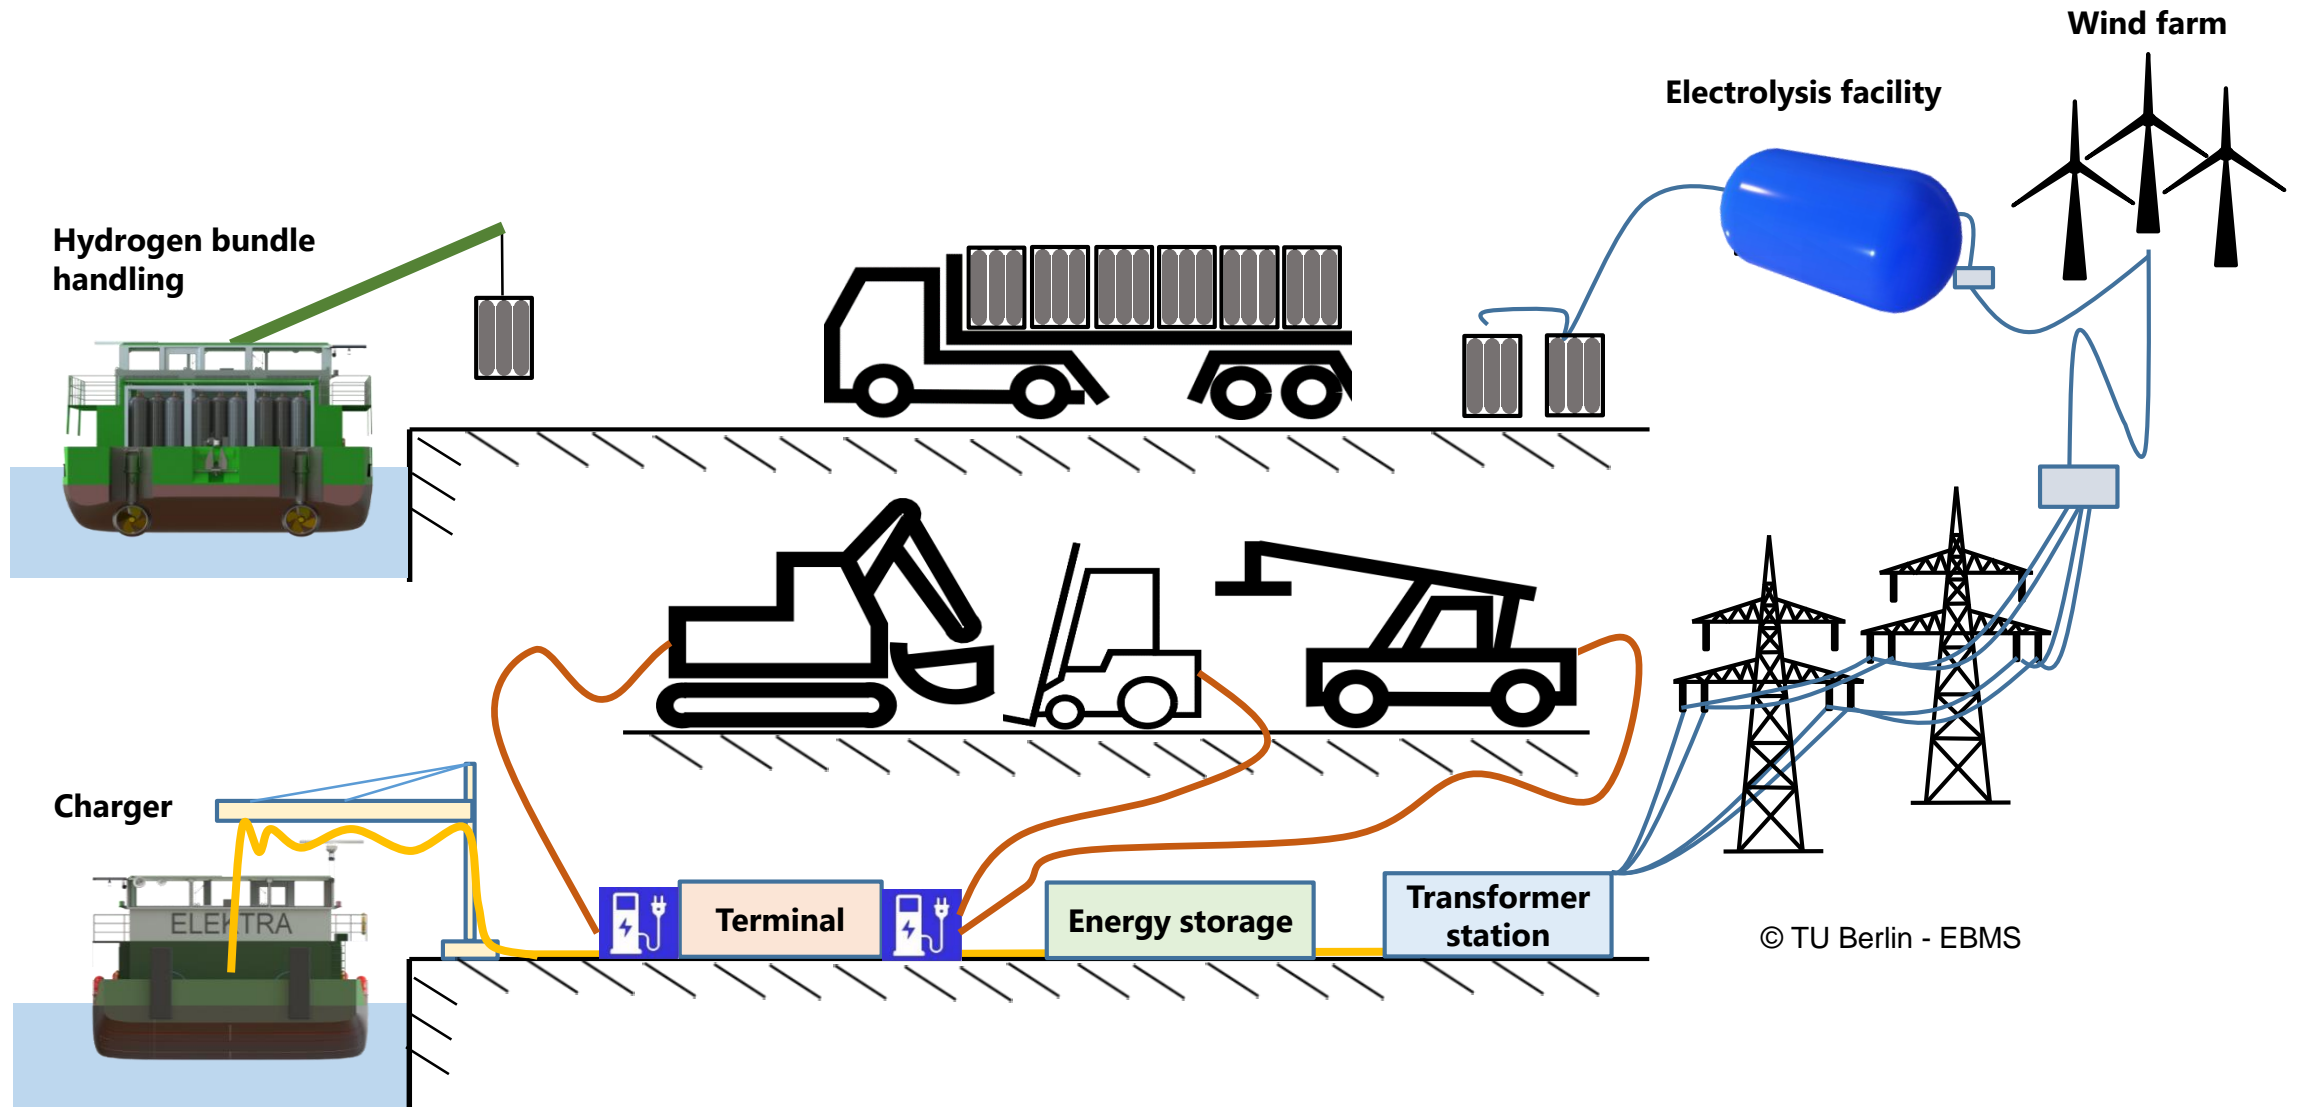 Wind farm
Electrolysis facility
Hydrogen bundle
handling
Charger
ELEKTRA
Terminal
Energy storage
Transformer
station
© TU Berlin - EBMS